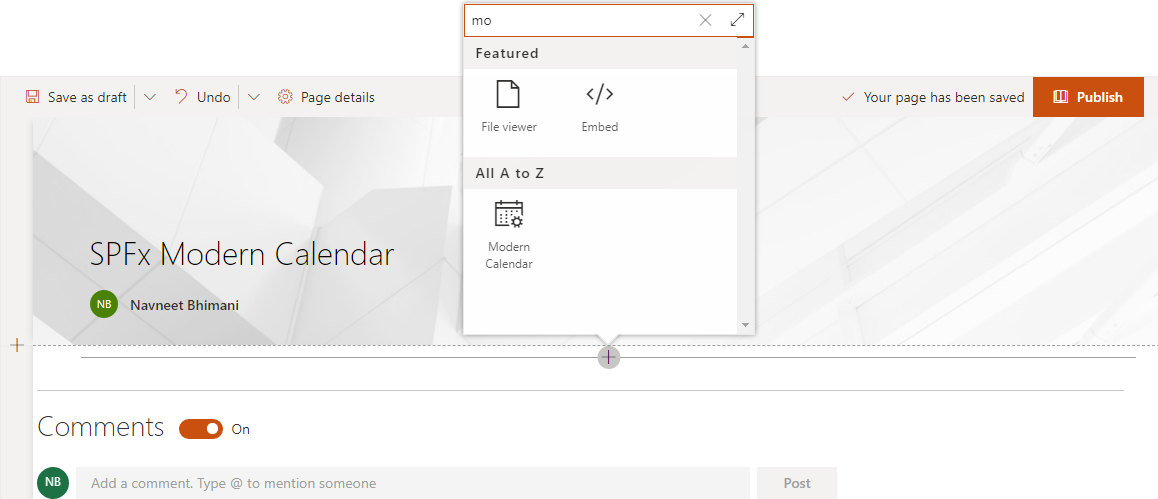 mo
Featured
File viewer
Embed
All A to Z
Modern
Calendar
Save as draft
Undo
Page details
Your page has been saved
Publish
SPFx Modern Calendar
NB
Navneet Bhimani
Comments
On
NB
Add a comment. Type @ to mention someone
Post